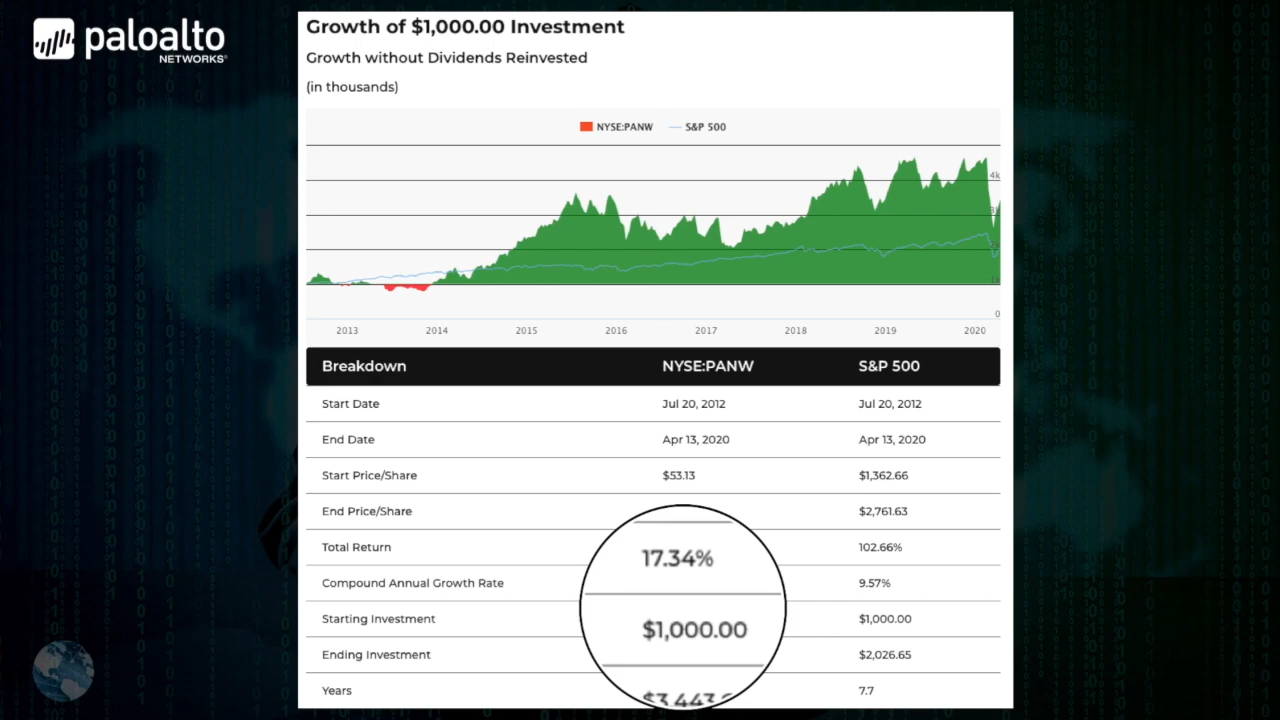 paloalto
NETWORKS
Growth of $1,000.00 Investment
Growth without Dividends Reinvested
(in thousands)
NYSE:PANW S&P 500
4k
3k
1k
0
2013 2014 2015 2016 2017 2018 2019 2020
Breakdown NYSE:PANW S&P 500
Start Date Jul 20, 2012 Jul 20, 2012
End Date Apr 13, 2020 Apr 13, 2020
Start Price/Share $53.13 $1,362.66
End Price/Share $2,761.63
Total Return 17.34% 102.66%
Compound Annual Growth Rate 9.57%
Starting Investment $1,000.00 $1,000.00
Ending Investment $2,026.65
Years 7.7